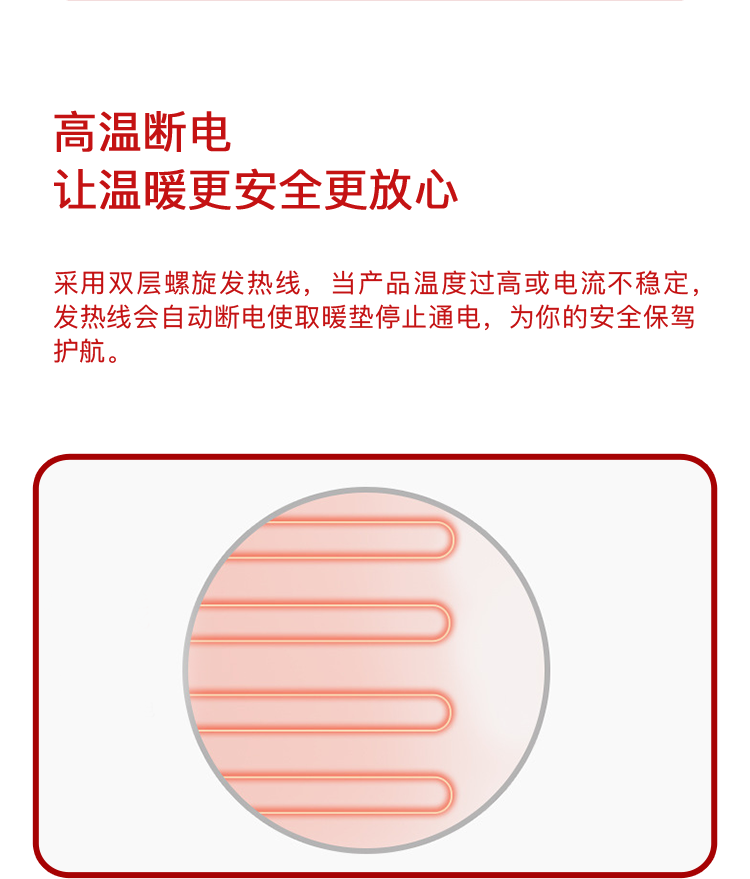 高温断电
让温暖更安全更放心
采用双层螺旋发热线，当产品温度过高或电流不稳定，
发热线会自动断电使取暖垫停止通电，为你的安全保驾
护航。